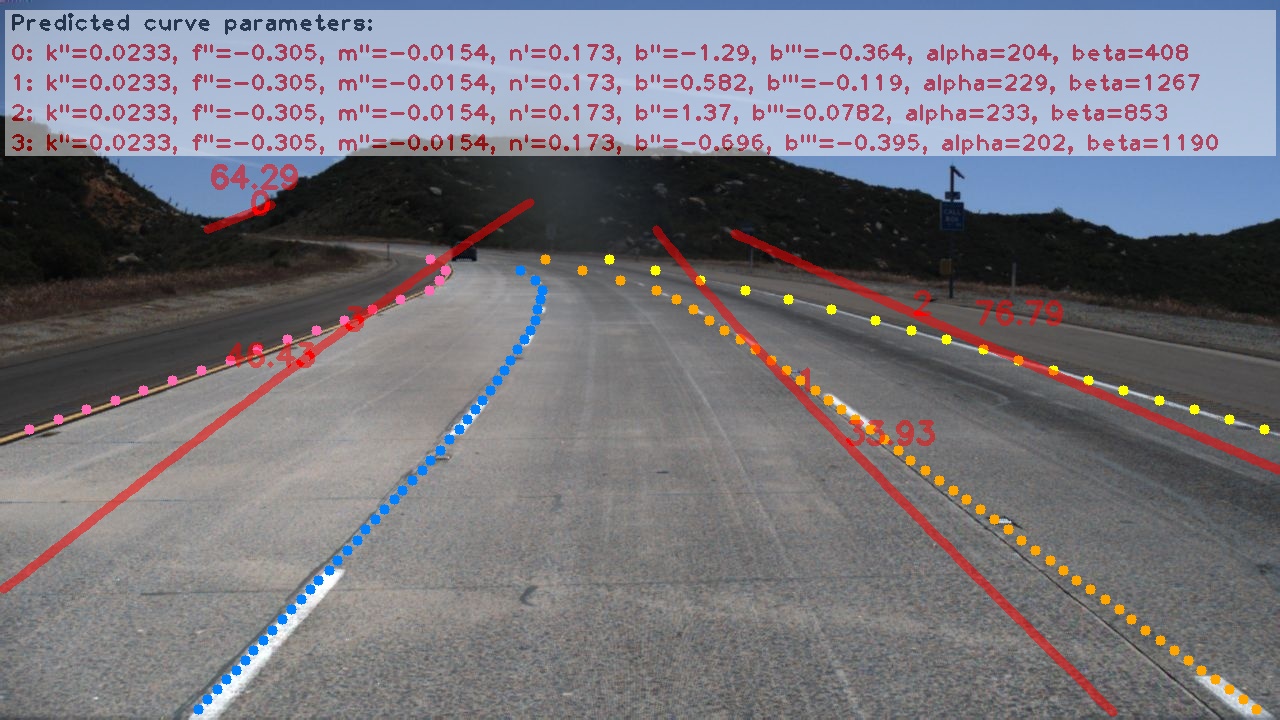 Predicted curve parameters:
0: k''=0.0233, f''=-0.305, m''=-0.0154, n'=0.173, b''=-1.29, b'''=-0.364, alpha=204, beta=408
1: k''=0.0233, f''=-0.305, m''=-0.0154, n'=0.173, b''=0.582, b'''=-0.119, alpha=229, beta=1267
2: k''=0.0233, f''=-0.305, m''=-0.0154, n'=0.173, b''=1.37, b'''=0.0782, alpha=233, beta=853
3: k''=0.0233, f''=-0.305, m''=-0.0154, n'=0.173, b''=-0.696, b'''=-0.395, alpha=202, beta=1190
64.29
0
CALL
BOX
2
76.79
3
1
33.93